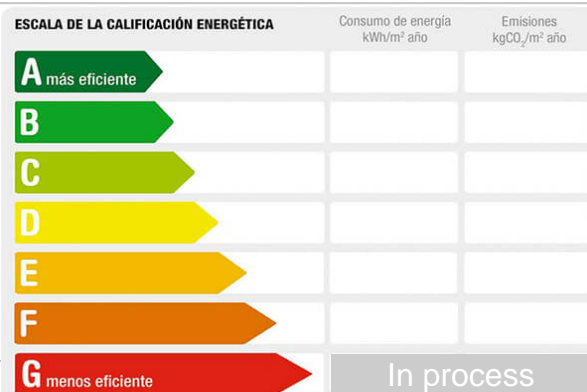 ESCALA DE LA CALIFICACIÓN ENERGÉTICA
Consumo de energía
kWh/m² año
Emisiones
kgCO₂/m² año
A más eficiente
B
C
D
E
F
G menos eficiente
In process